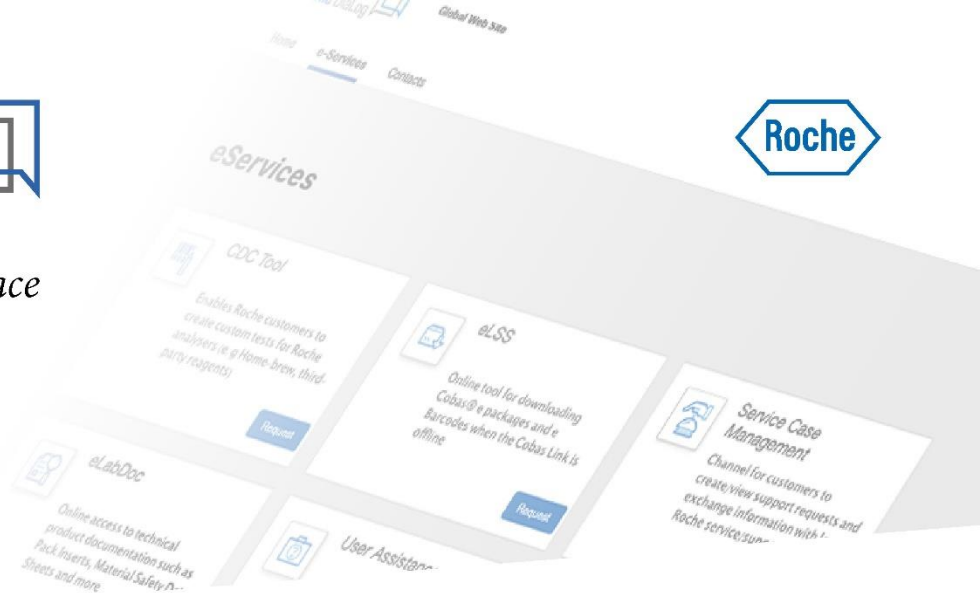 DiaLog
Global Web Site
Home
e-Services
Contacts
Roche
eServices
CDC Tool
Enables Roche customers to
create custom tests for Roche
analysers (e.g Home-brew, third-
party reagents)
Request
eLSS
Online tool for downloading
Cobas® e packages and e
Barcodes when the Cobas Link is
offline
Request
Service Case
Management
Channel for customers to
create/view support requests and
exchange information with
Roche service/
eLabDoc
Online access to technical
product documentation such as
Pack Inserts, Material Safety
Sheets and more
User